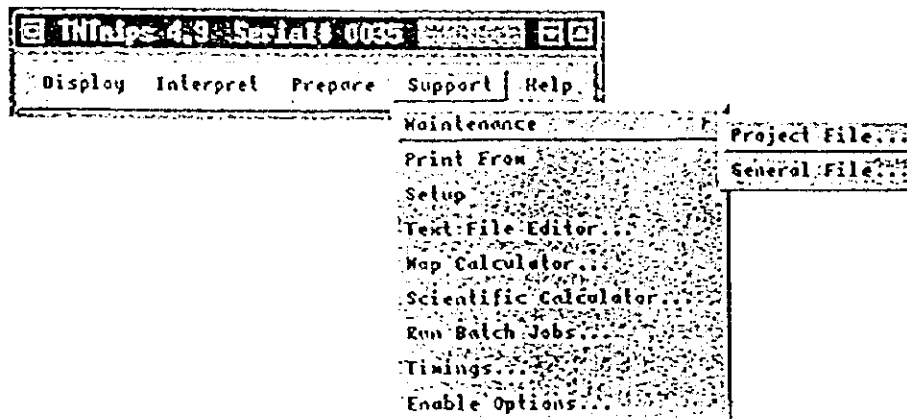 TNTmips 4.9 Serial# 0035
Display Interpret Prepare Support Help
Maintenance
Project File...
General File...
Print From
Setup
Text File Editor...
Map Calculator...
Scientific Calculator...
Run Batch Jobs...
Timings...
Enable Options...